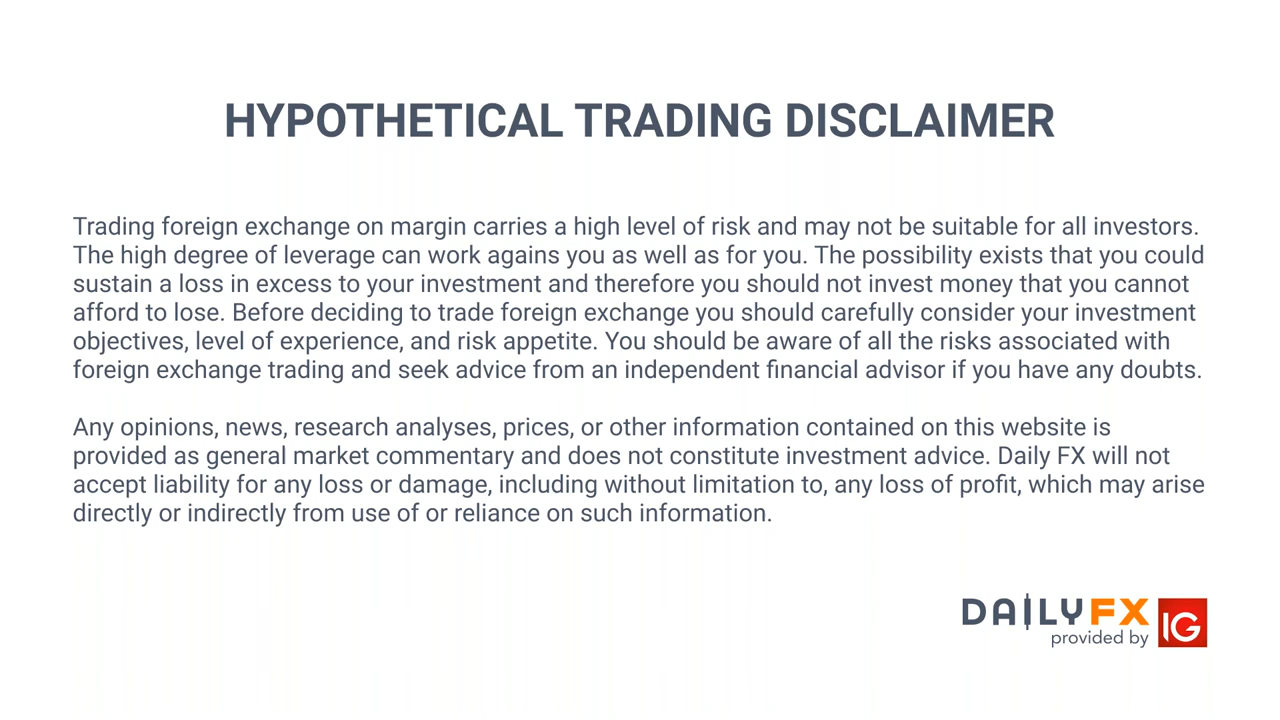 HYPOTHETICAL TRADING DISCLAIMER
Trading foreign exchange on margin carries a high level of risk and may not be suitable for all investors.
The high degree of leverage can work agains you as well as for you. The possibility exists that you could
sustain a loss in excess to your investment and therefore you should not invest money that you cannot
afford to lose. Before deciding to trade foreign exchange you should carefully consider your investment
objectives, level of experience, and risk appetite. You should be aware of all the risks associated with
foreign exchange trading and seek advice from an independent financial advisor if you have any doubts.
Any opinions, news, research analyses, prices, or other information contained on this website is
provided as general market commentary and does not constitute investment advice. Daily FX will not
accept liability for any loss or damage, including without limitation to, any loss of profit, which may arise
directly or indirectly from use of or reliance on such information.
DAILYFX
provided by IG